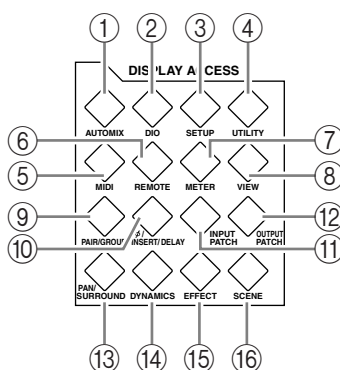 ① ② ③ ④
DISPLAY ACCESS
AUTOMIX DIO SETUP UTILITY
⑥ ⑦
⑤ MIDI REMOTE METER VIEW ⑧
⑨ ⑫
PAIR/GROUP Φ/INSERT/DELAY INPUT PATCH OUTPUT PATCH
⑩ ⑪
PAN/SURROUND DYNAMICS EFFECT SCENE
⑬ ⑭ ⑮ ⑯